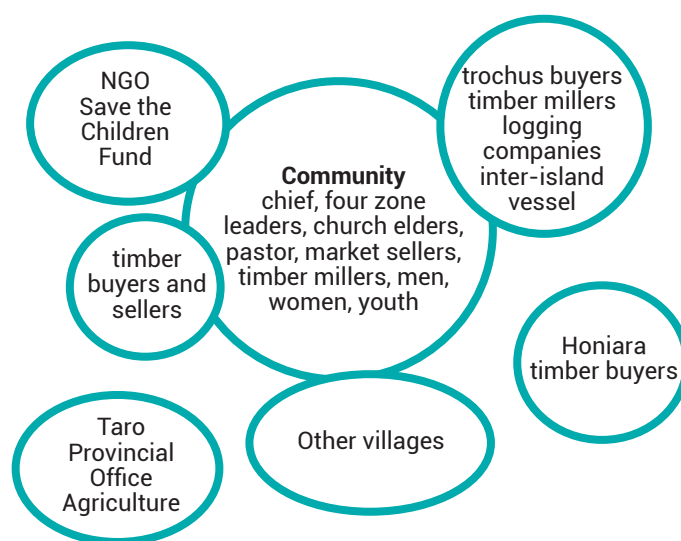 NGO
Save the
Children
Fund
trochus buyers
timber millers
logging
companies
inter-island
vessel
Community
chief, four zone
leaders, church elders,
pastor, market sellers,
timber millers, men,
women, youth
timber
buyers and
sellers
Honiara
timber buyers
Taro
Provincial
Office
Agriculture
Other villages